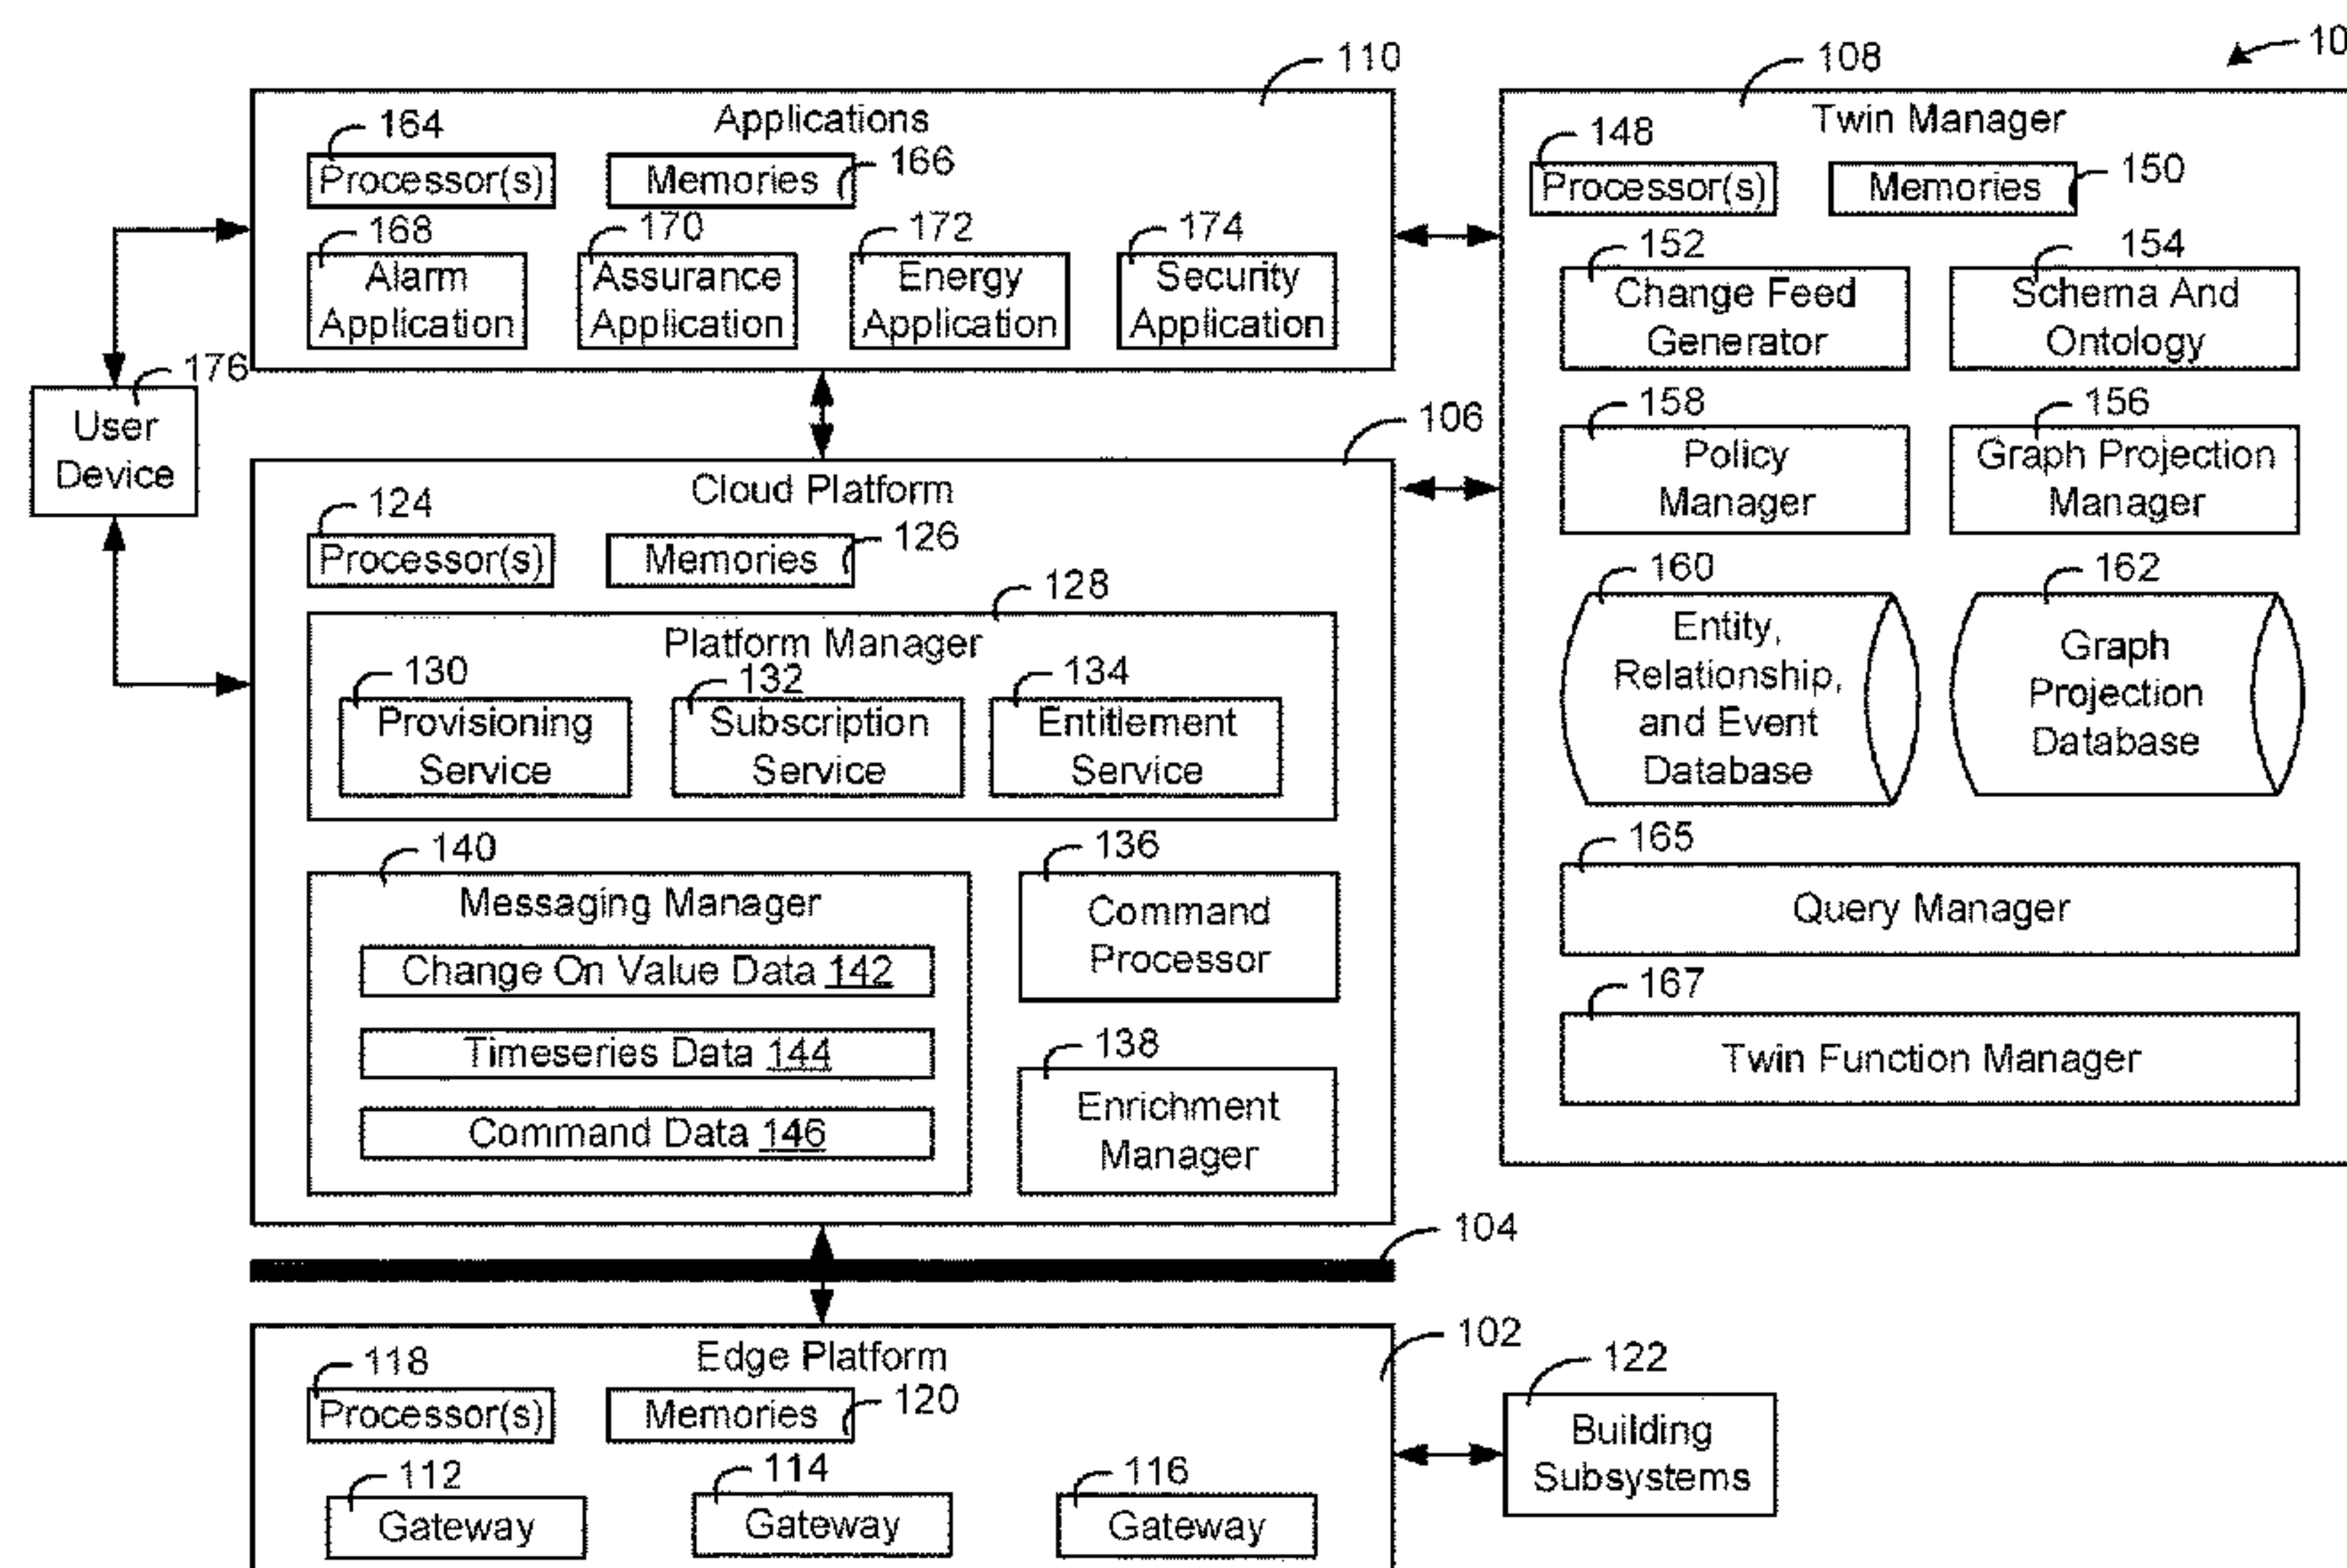 10
110
Applications
164
Processor(s)
Memories
166
168
Alarm
Application
170
Assurance
Application
172
Energy
Application
174
Security
Application
176
User
Device
106
Cloud Platform
124
Processor(s)
Memories
126
128
Platform Manager
130
Provisioning
Service
132
Subscription
Service
134
Entitlement
Service
140
Messaging Manager
Change On Value Data 142
Timeseries Data 144
Command Data 146
136
Command
Processor
138
Enrichment
Manager
104
102
Edge Platform
118
Processor(s)
Memories
120
112
Gateway
114
Gateway
116
Gateway
122
Building
Subsystems
108
Twin Manager
148
Processor(s)
Memories
150
152
Change Feed
Generator
154
Schema And
Ontology
158
Policy
Manager
156
Graph Projection
Manager
160
Entity,
Relationship,
and Event
Database
162
Graph
Projection
Database
165
Query Manager
167
Twin Function Manager